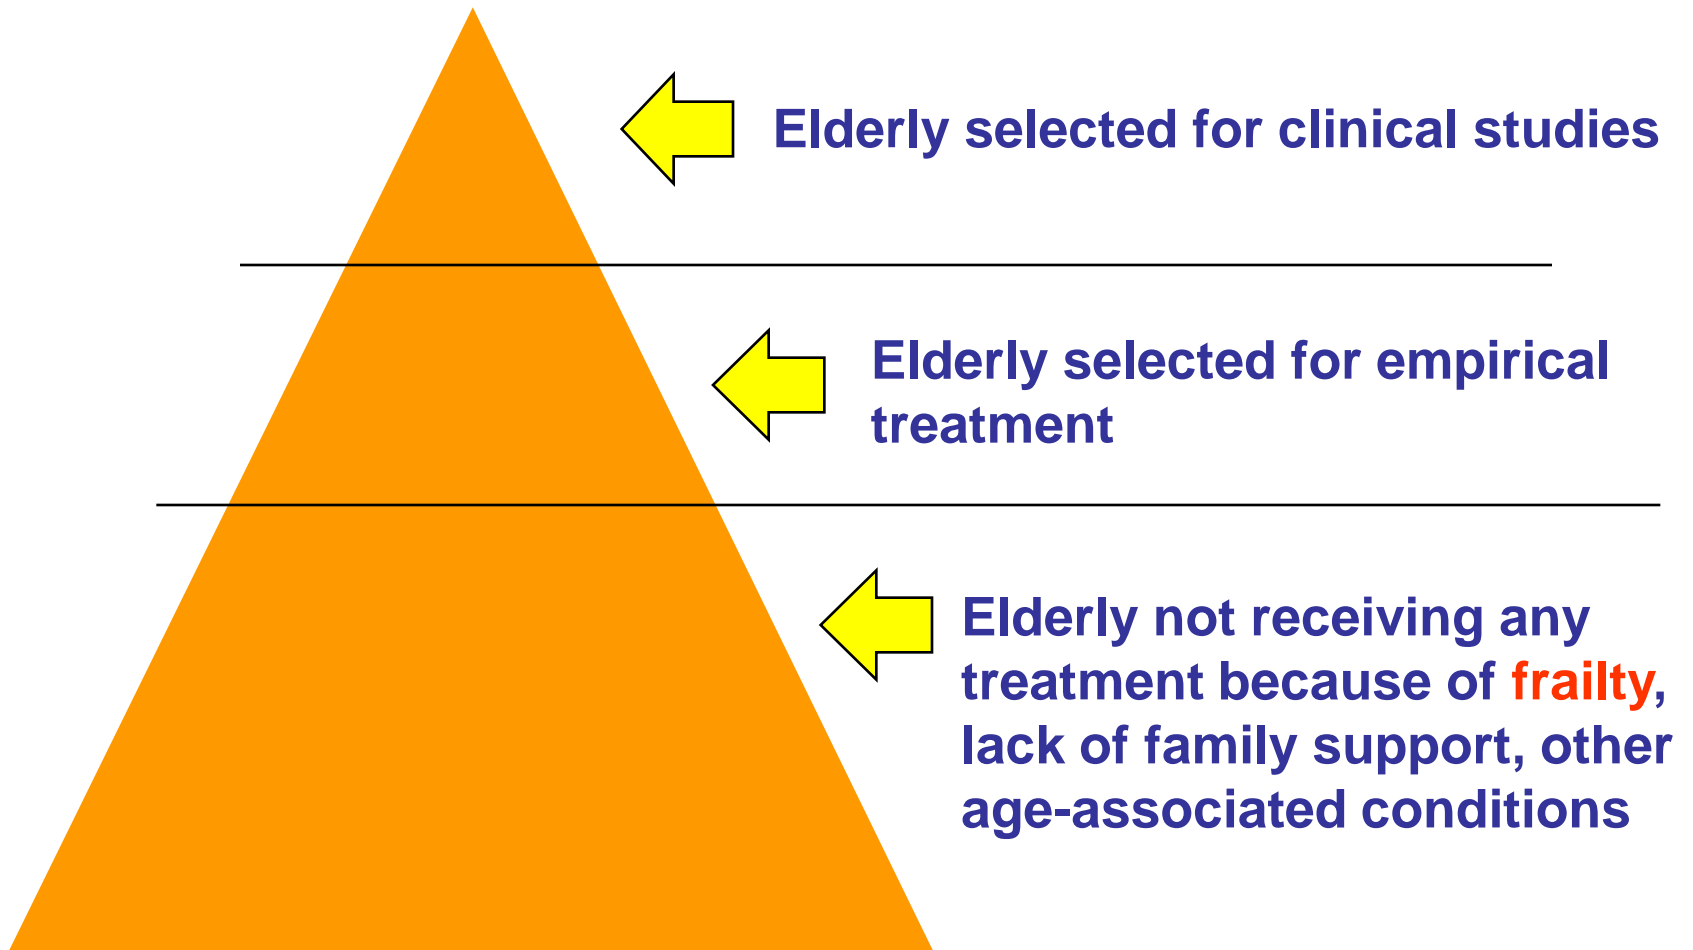 Elderly selected for clinical studies
Elderly selected for empirical
treatment
Elderly not receiving any
treatment because of frailty,
lack of family support, other
age-associated conditions